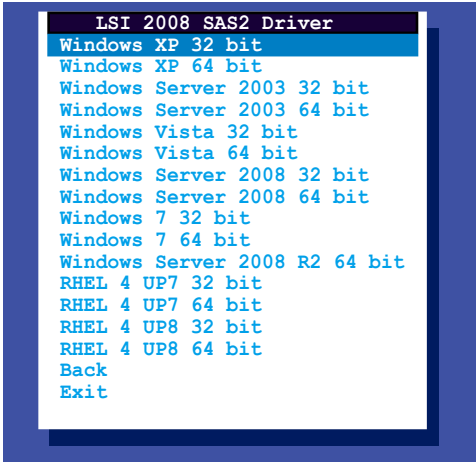 LSI 2008 SAS2 Driver
Windows XP 32 bit
Windows XP 64 bit
Windows Server 2003 32 bit
Windows Server 2003 64 bit
Windows Vista 32 bit
Windows Vista 64 bit
Windows Server 2008 32 bit
Windows Server 2008 64 bit
Windows 7 32 bit
Windows 7 64 bit
Windows Server 2008 R2 64 bit
RHEL 4 UP7 32 bit
RHEL 4 UP7 64 bit
RHEL 4 UP8 32 bit
RHEL 4 UP8 64 bit
Back
Exit